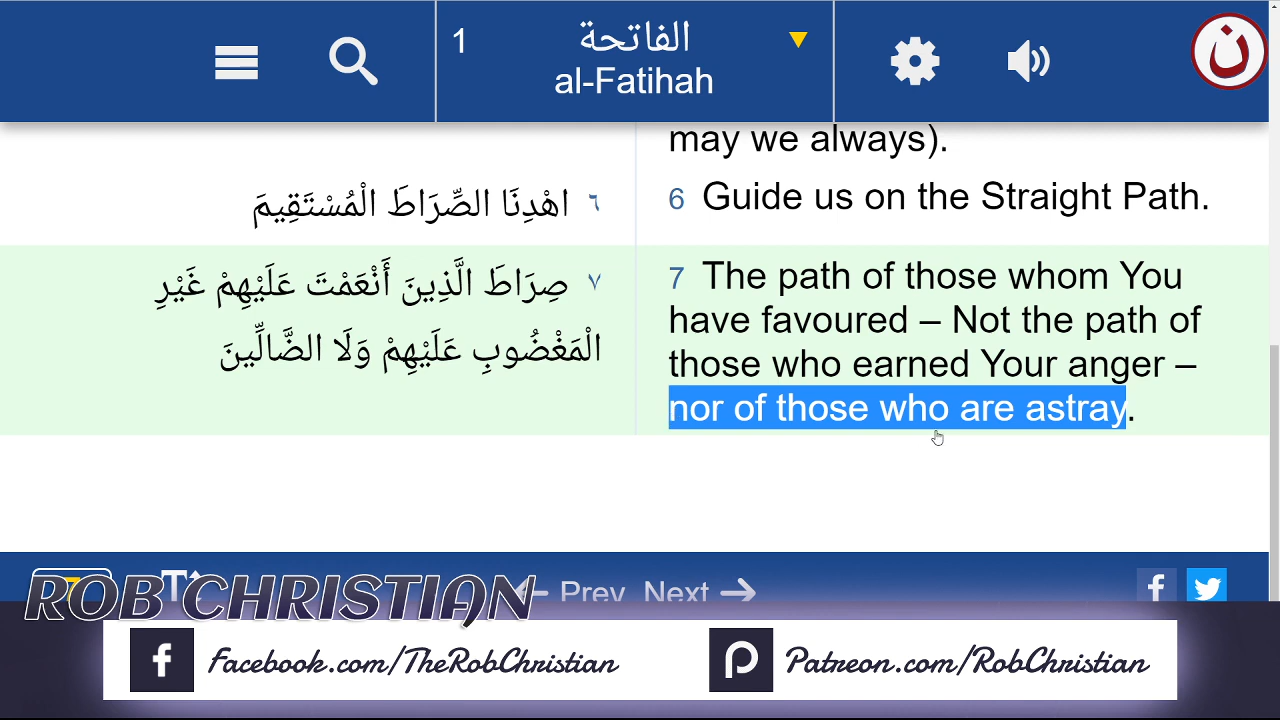 1
الفاتحة
al-Fatihah
ن
may we always).
٦ اهْدِنَا الصِّرَاطَ الْمُسْتَقِيمَ
6 Guide us on the Straight Path.
٧ صِرَاطَ الَّذِينَ أَنْعَمْتَ عَلَيْهِمْ غَيْرِ
الْمَغْضُوبِ عَلَيْهِمْ وَلَا الضَّالِّينَ
7 The path of those whom You
have favoured – Not the path of
those who earned Your anger –
nor of those who are astray.
Prev Next
ROB CHRISTIAN
Facebook.com/TheRobChristian
Patreon.com/RobChristian